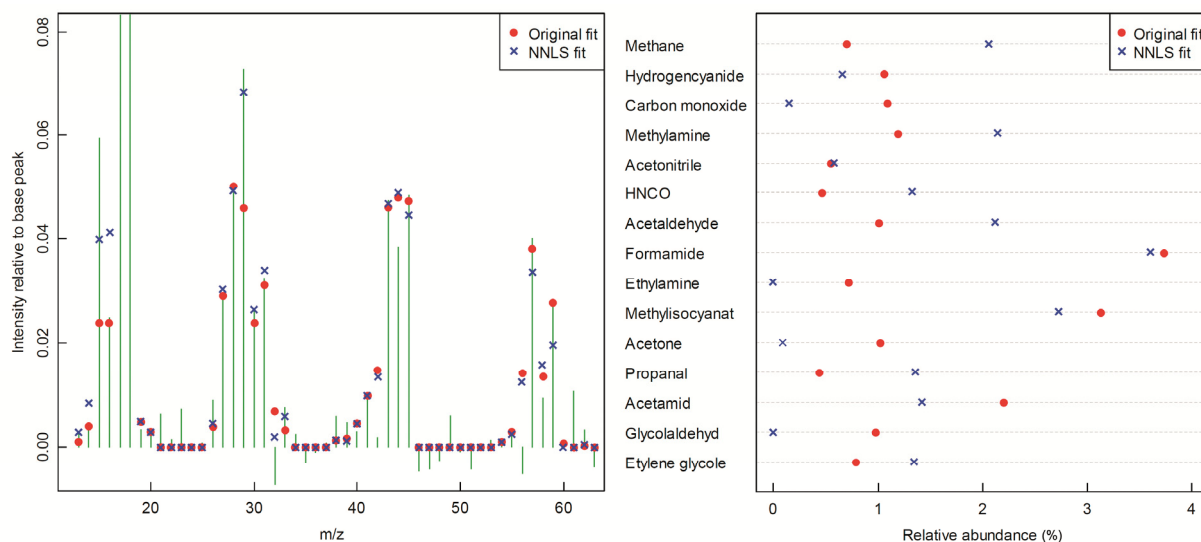 0.08
0.06
0.04
0.02
0.00
Intensity relative to base peak
Original fit
NNLS fit
20
30
40
50
60
m/z
Methane
Hydrogencyanide
Carbon monoxide
Methylamine
Acetonitrile
HNCO
Acetaldehyde
Formamide
Ethylamine
Methylisocyanat
Acetone
Propanal
Acetamid
Glycolaldehyd
Etylene glycole
Original fit
NNLS fit
0
1
2
3
4
Relative abundance (%)